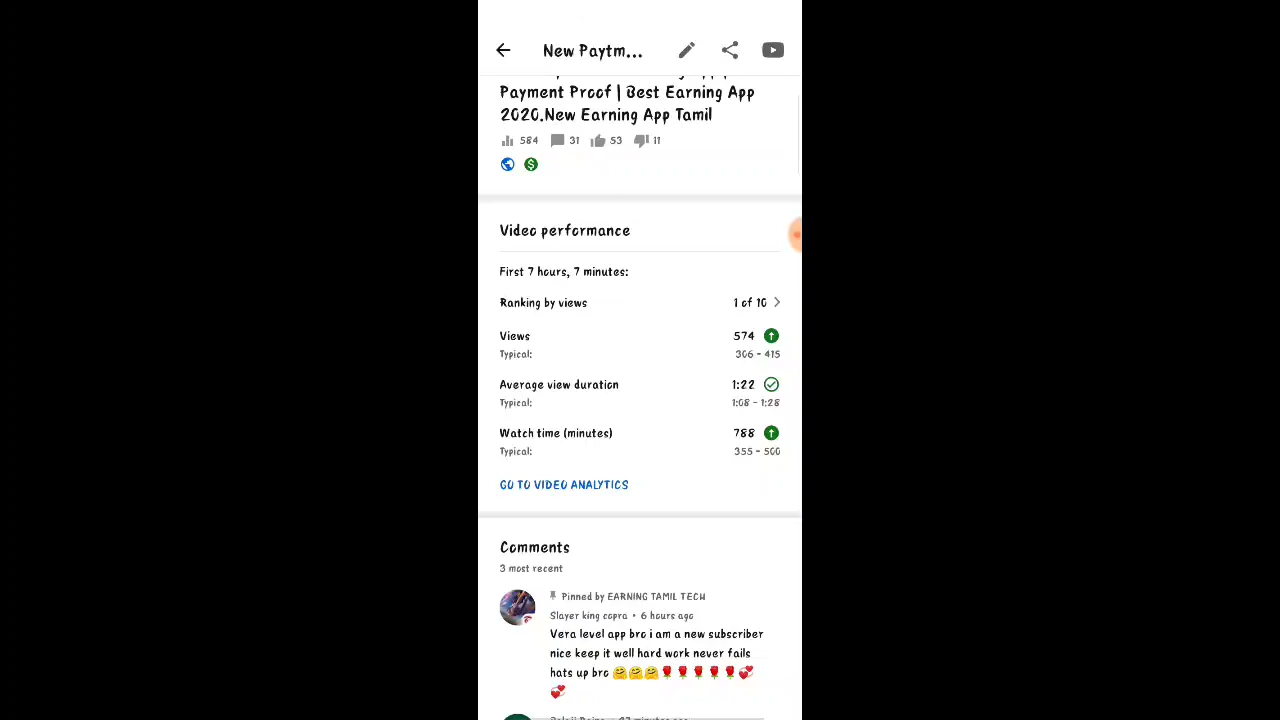 New Paytm...
Payment Proof | Best Earning App
2020.New Earning App Tamil
584 31 53 11
Video performance
First 7 hours, 7 minutes:
Ranking by views 1 of 10
Views 574
Typical: 306 - 415
Average view duration 1:22
Typical: 1:08 - 1:28
Watch time (minutes) 788
Typical: 355 - 500
GO TO VIDEO ANALYTICS
Comments
3 most recent
Pinned by EARNING TAMIL TECH
Slayer king copra • 6 hours ago
Vera level app bro i am a new subscriber
nice keep it well hard work never fails
hats up bro 🤗🤗🤗🌹🌹🌹🌹🌹💞
💞